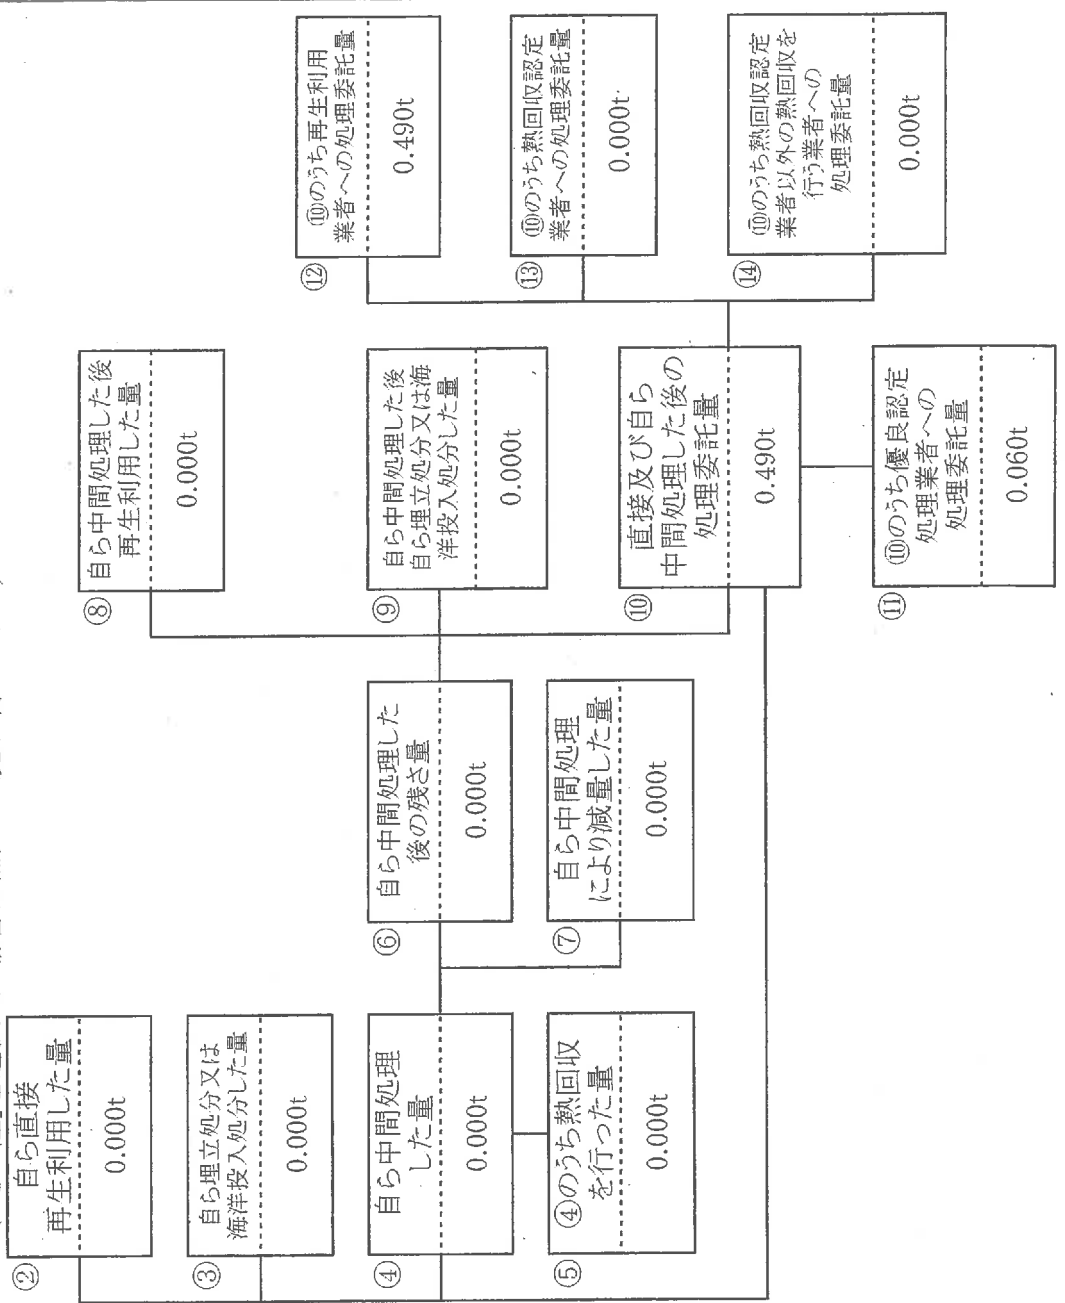 ②
自ら直接
再生利用した量
0.000t
③
自ら埋立処分又は
海洋投入処分した量
0.000t
④
自ら中間処理
した量
0.000t
⑤
④のうち熱回収
を行った量
0.000t
⑥
自ら中間処理した
後の残さ量
0.000t
⑦
自ら中間処理
により減量した量
0.000t
⑧
自ら中間処理した後
再生利用した量
0.000t
⑨
自ら中間処理した後
自ら埋立処分又は海
洋投入処分した量
0.000t
⑩
直接及び自ら
中間処理した後の
処理委託量
0.490t
⑪
⑩のうち優良認定
処理業者への
処理委託量
0.060t
⑫
⑩のうち再生利用
業者への処理委託量
0.490t
⑬
⑩のうち熱回収認定
業者への処理委託量
0.000t
⑭
⑩のうち熱回収認定
業者以外の熱回収を
行う業者への
処理委託量
0.000t